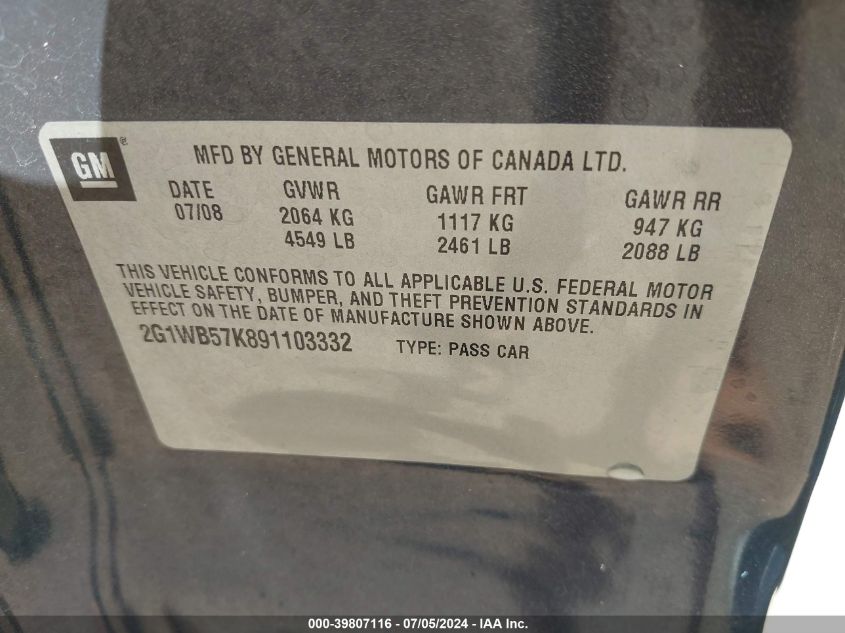 GM®
MFD BY GENERAL MOTORS OF CANADA LTD.
DATE GVWR GAWR FRT GAWR RR
07/08 2064 KG 1117 KG 947 KG
4549 LB 2461 LB 2088 LB
THIS VEHICLE CONFORMS TO ALL APPLICABLE U.S. FEDERAL MOTOR
VEHICLE SAFETY, BUMPER, AND THEFT PREVENTION STANDARDS IN
EFFECT ON THE DATE OF MANUFACTURE SHOWN ABOVE.
2G1WB57K891103332 TYPE: PASS CAR
000-39807116 - 07/05/2024 - IAA Inc.